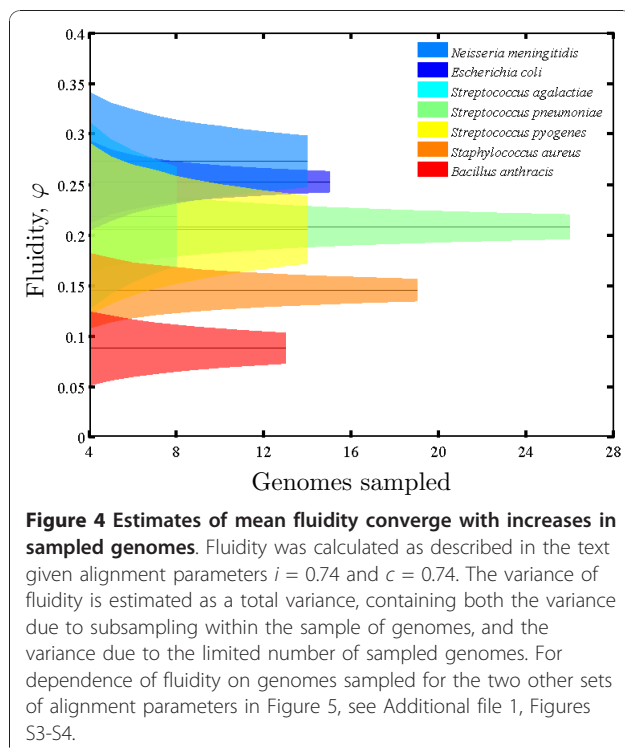 0.4
0.35
0.3
0.25
0.2
0.15
0.1
0.05
0
Fluidity, φ
Neisseria meningitidis
Escherichia coli
Streptococcus agalactiae
Streptococcus pneumoniae
Streptococcus pyogenes
Staphylococcus aureus
Bacillus anthracis
4 8 12 16 20 24 28
Genomes sampled
Figure 4 Estimates of mean fluidity converge with increases in
sampled genomes. Fluidity was calculated as described in the text
given alignment parameters i = 0.74 and c = 0.74. The variance of
fluidity is estimated as a total variance, containing both the variance
due to subsampling within the sample of genomes, and the
variance due to the limited number of sampled genomes. For
dependence of fluidity on genomes sampled for the two other sets
of alignment parameters in Figure 5, see Additional file 1, Figures
S3-S4.